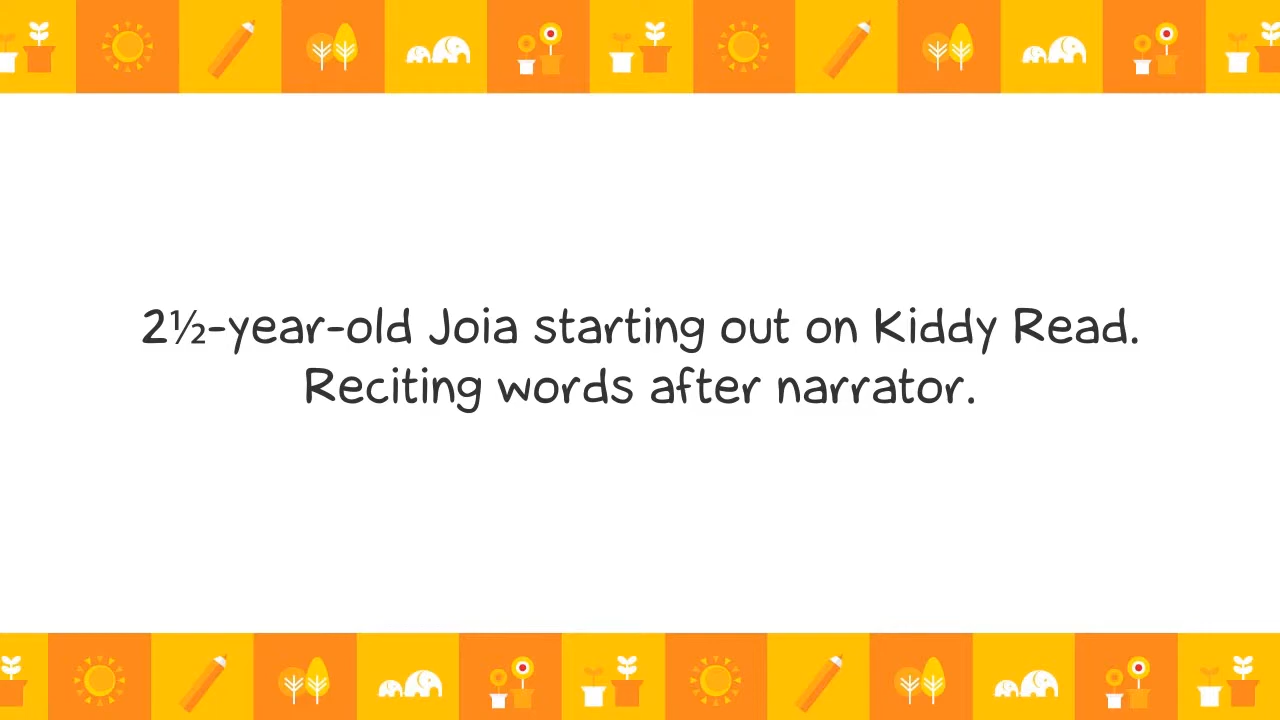 2½-year-old Joia starting out on Kiddy Read.
Reciting words after narrator.